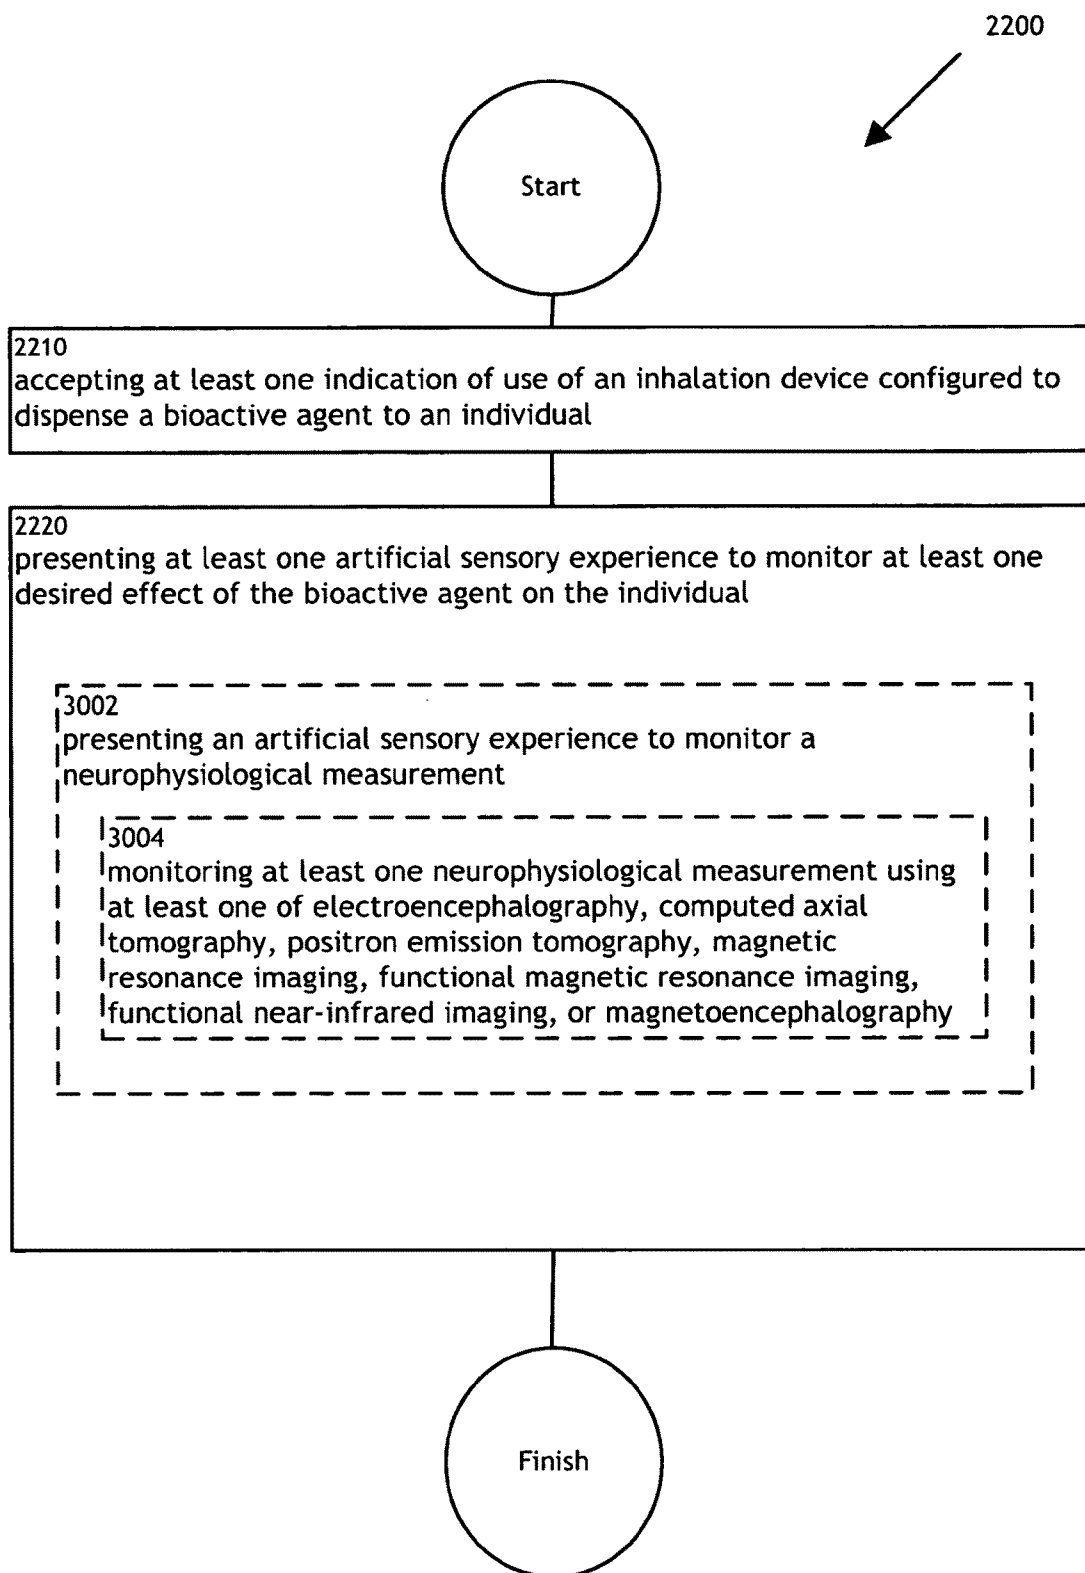 2200
Start
2210
accepting at least one indication of use of an inhalation device configured to
dispense a bioactive agent to an individual
2220
presenting at least one artificial sensory experience to monitor at least one
desired effect of the bioactive agent on the individual
3002
presenting an artificial sensory experience to monitor a
neurophysiological measurement
3004
monitoring at least one neurophysiological measurement using
at least one of electroencephalography, computed axial
tomography, positron emission tomography, magnetic
resonance imaging, functional magnetic resonance imaging,
functional near-infrared imaging, or magnetoencephalography
Finish